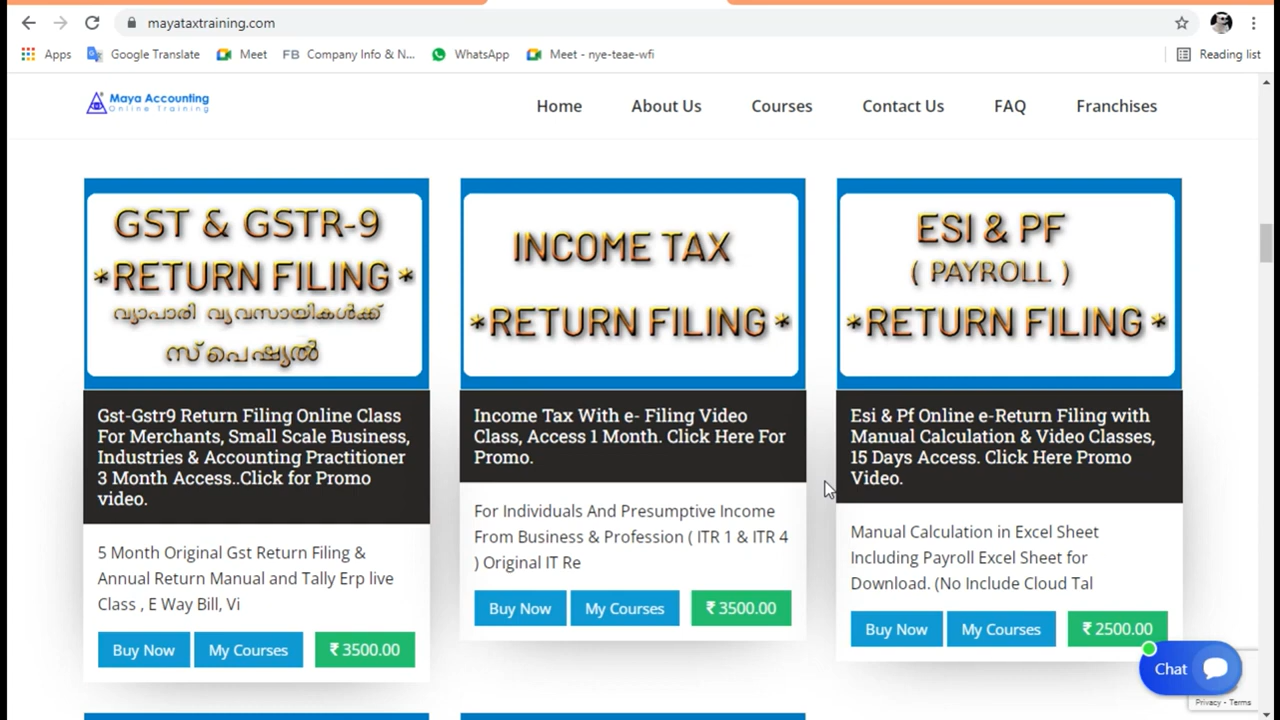 mayataxtraining.com
Apps Google Translate Meet FB Company Info & N... WhatsApp Meet - nye-teae-wfi Reading list
Maya Accounting
Online Training
Home About Us Courses Contact Us FAQ Franchises
GST & GSTR-9
*RETURN FILING*
വ്യാപാരി വ്യവസായികൾക്ക്
സ്പെഷ്യൽ
Gst-Gstr9 Return Filing Online Class
For Merchants, Small Scale Business,
Industries & Accounting Practitioner
3 Month Access..Click for Promo
video.
5 Month Original Gst Return Filing &
Annual Return Manual and Tally Erp live
Class , E Way Bill, Vi
Buy Now My Courses ₹ 3500.00
INCOME TAX
*RETURN FILING*
Income Tax With e- Filing Video
Class, Access 1 Month. Click Here For
Promo.
For Individuals And Presumptive Income
From Business & Profession ( ITR 1 & ITR 4
) Original IT Re
Buy Now My Courses ₹ 3500.00
ESI & PF
( PAYROLL )
*RETURN FILING*
Esi & Pf Online e-Return Filing with
Manual Calculation & Video Classes,
15 Days Access. Click Here Promo
Video.
Manual Calculation in Excel Sheet
Including Payroll Excel Sheet for
Download. (No Include Cloud Tal
Buy Now My Courses ₹ 2500.00
Chat
Privacy - Terms